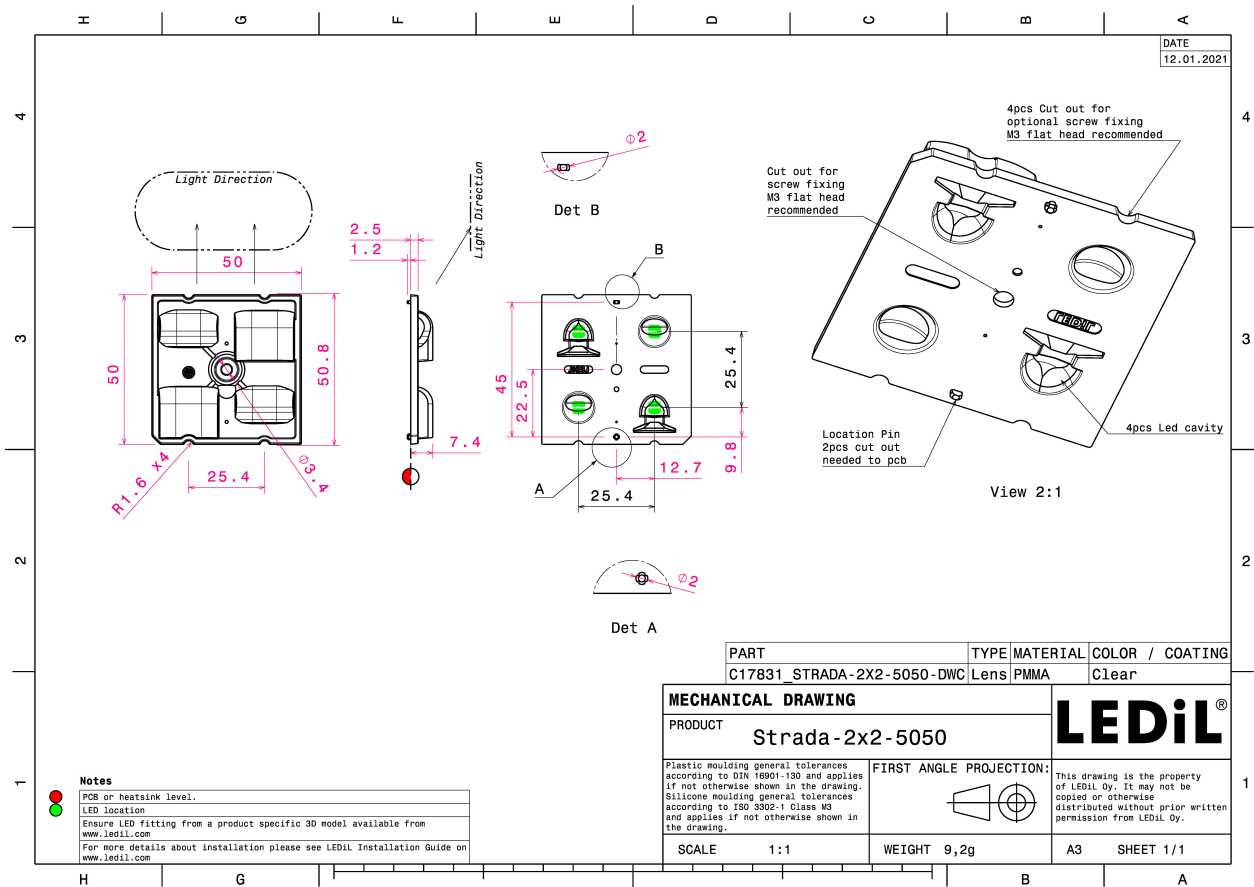 H G F E D C B A
DATE
12.01.2021
4
4
4pcs Cut out for
optional screw fixing
M3 flat head recommended
Cut out for
screw fixing
M3 flat head
recommended
Light Direction
Light Direction
Ø2
Det B
50
2.5
1.2
B
50
50.8
R1.6 x4
25.4
Ø3.4
7.4
45
22.5
LEDiL
25.4
9.8
12.7
A
25.4
LEDiL
3
3
Location Pin
2pcs cut out
needed to pcb
4pcs Led cavity
View 2:1
2
2
Ø2
Det A
PART TYPE MATERIAL COLOR / COATING
C17831_STRADA-2X2-5050-DWC Lens PMMA Clear
MECHANICAL DRAWING
PRODUCT
Strada-2x2-5050
LEDiL®
Plastic moulding general tolerances
according to DIN 16901-130 and applies
if not otherwise shown in the drawing.
Silicone moulding general tolerances
according to ISO 3302-1 Class M3
and applies if not otherwise shown in
the drawing.
FIRST ANGLE PROJECTION:
This drawing is the property
of LEDiL Oy. It may not be
copied or otherwise
distributed without prior written
permission from LEDiL Oy.
SCALE 1:1
WEIGHT 9,2g
A3 SHEET 1/1
1
1
Notes
PCB or heatsink level.
LED location
Ensure LED fitting from a product specific 3D model available from
www.ledil.com
For more details about installation please see LEDiL Installation Guide on
www.ledil.com
H G B A